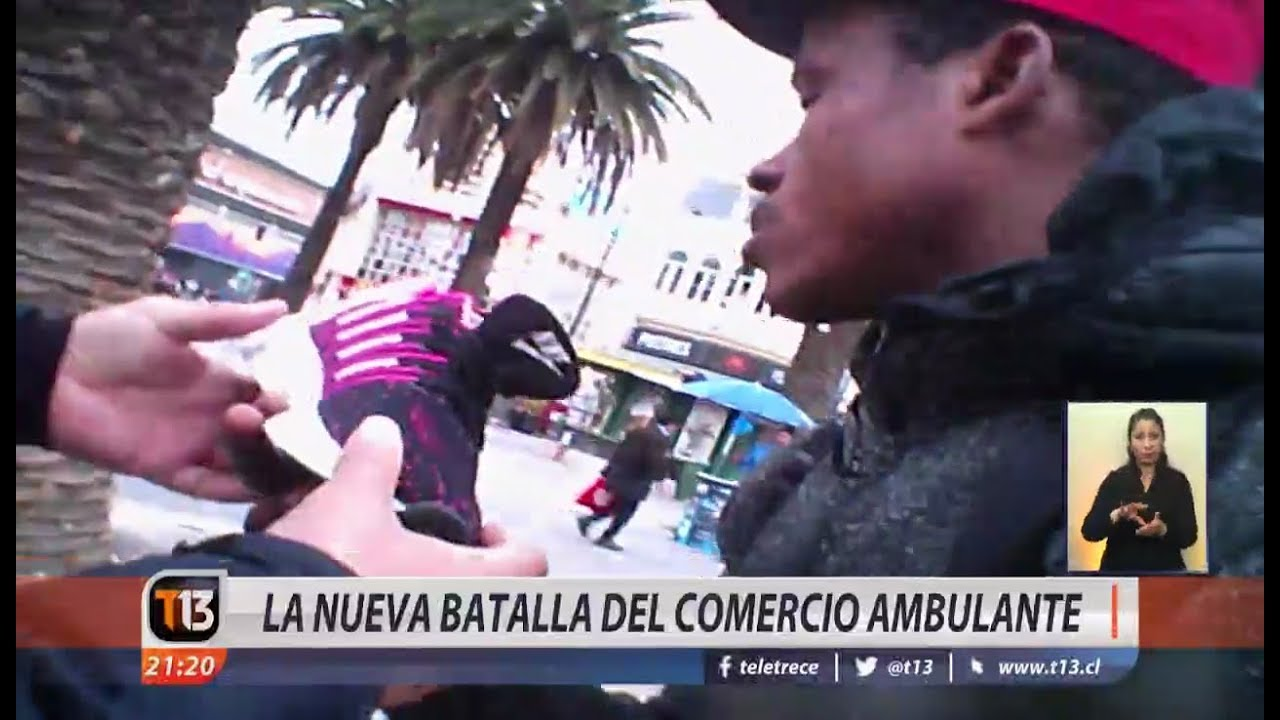 T13
LA NUEVA BATALLA DEL COMERCIO AMBULANTE
21:20
teletrece
@t13
www.t13.cl